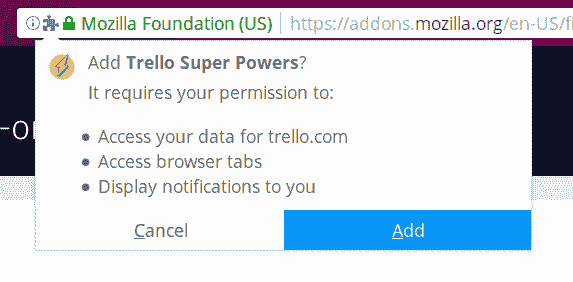 Mozilla Foundation (US) https://addons.mozilla.org/en-US/fi
Add Trello Super Powers?
It requires your permission to:
Access your data for trello.com
Access browser tabs
Display notifications to you
Cancel Add